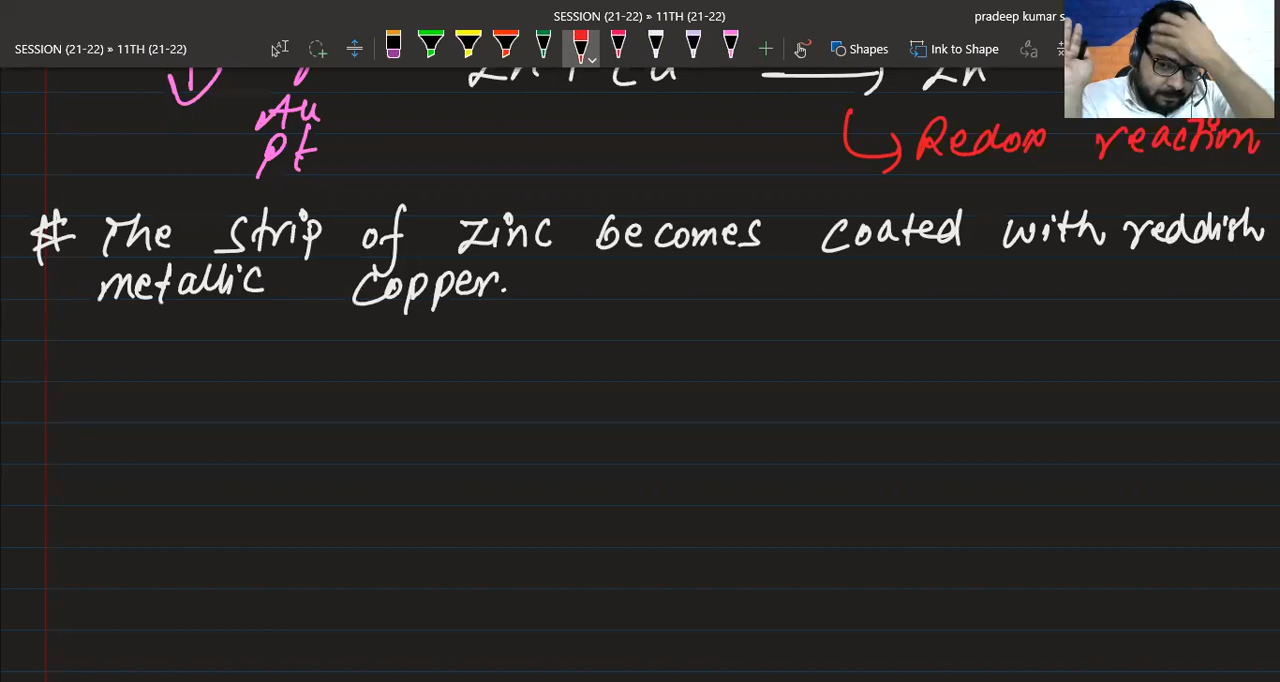 SESSION (21-22) » 11TH (21-22)
pradeep kumar s
SESSION (21-22) » 11TH (21-22)
Shapes
Ink to Shape
Au
Pt
Redox reaction
# The strip of zinc becomes coated with reddish
metallic copper.